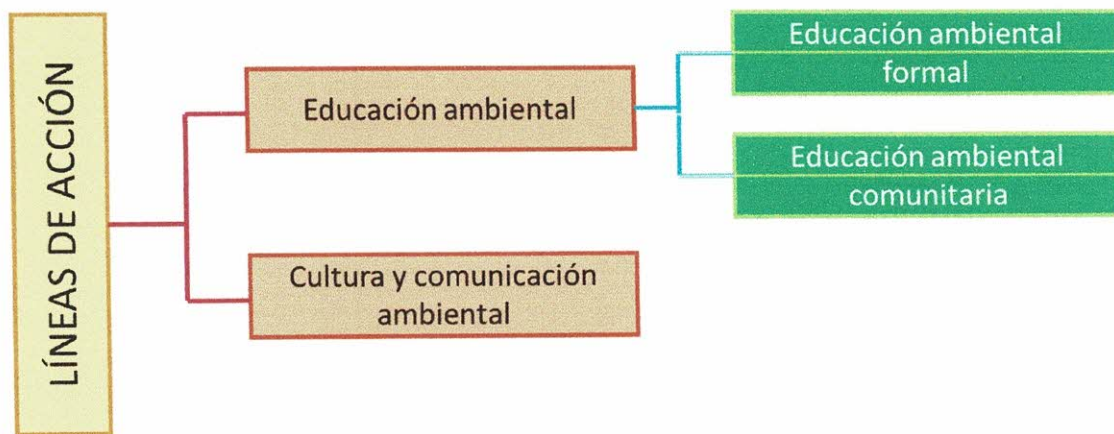 LÍNEAS DE ACCIÓN
Educación ambiental
Cultura y comunicación
ambiental
Educación ambiental
formal
Educación ambiental
comunitaria